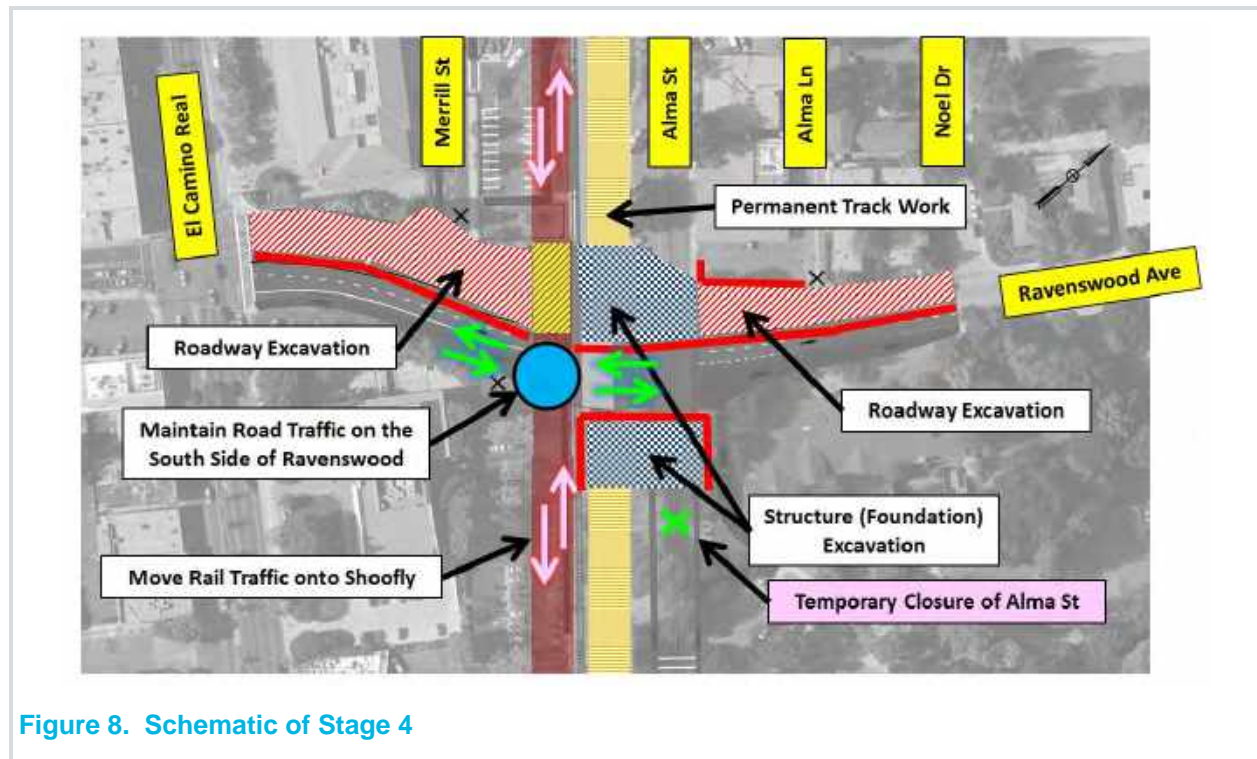 El Camino Real
Merrill St
Alma St
Alma Ln
Noel Dr
Permanent Track Work
Ravenswood Ave
Roadway Excavation
Roadway Excavation
Maintain Road Traffic on the
South Side of Ravenswood
Structure (Foundation)
Excavation
Move Rail Traffic onto Shoofly
Temporary Closure of Alma St
Figure 8. Schematic of Stage 4